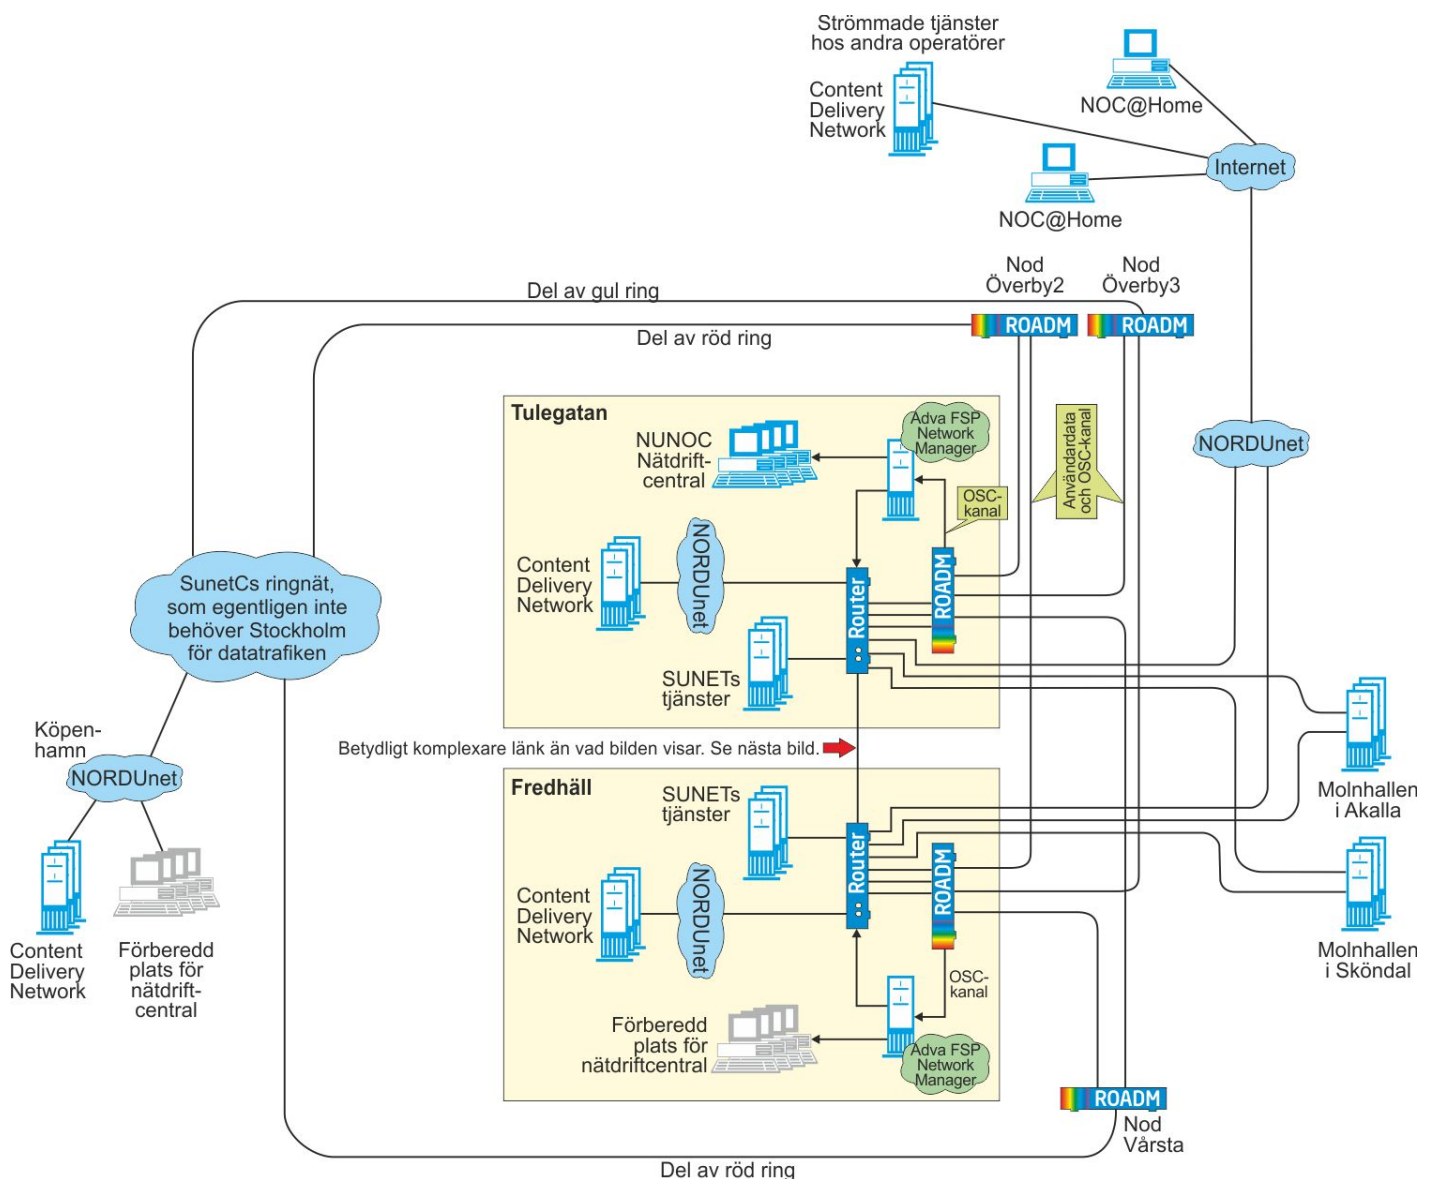 Strömmade tjänster
hos andra operatörer
Content
Delivery
Network
NOC@Home
Internet
NOC@Home
Nod
Överby2
Nod
Överby3
Del av gul ring
ROADM
ROADM
Del av röd ring
Tulegatan
Adva FSP
Network
Manager
NUNOC
Nätdrift-
central
OSC-
kanal
Användardata
och OSC-kanal
NORDUnet
Content
Delivery
Network
NORDUnet
Router
ROADM
SUNETs
tjänster
SunetCs ringnät,
som egentligen inte
behöver Stockholm
för datatrafiken
Köpen-
hamn
NORDUnet
Betydligt komplexare länk än vad bilden visar. Se nästa bild.
Fredhäll
SUNETs
tjänster
Router
ROADM
Content
Delivery
Network
NORDUnet
OSC-
kanal
Förberedd
plats för
nätdriftcentral
Adva FSP
Network
Manager
Molnhallen
i Akalla
Molnhallen
i Sköndal
Content
Delivery
Network
Förberedd
plats för
nätdrift-
central
ROADM
Nod
Vårsta
Del av röd ring